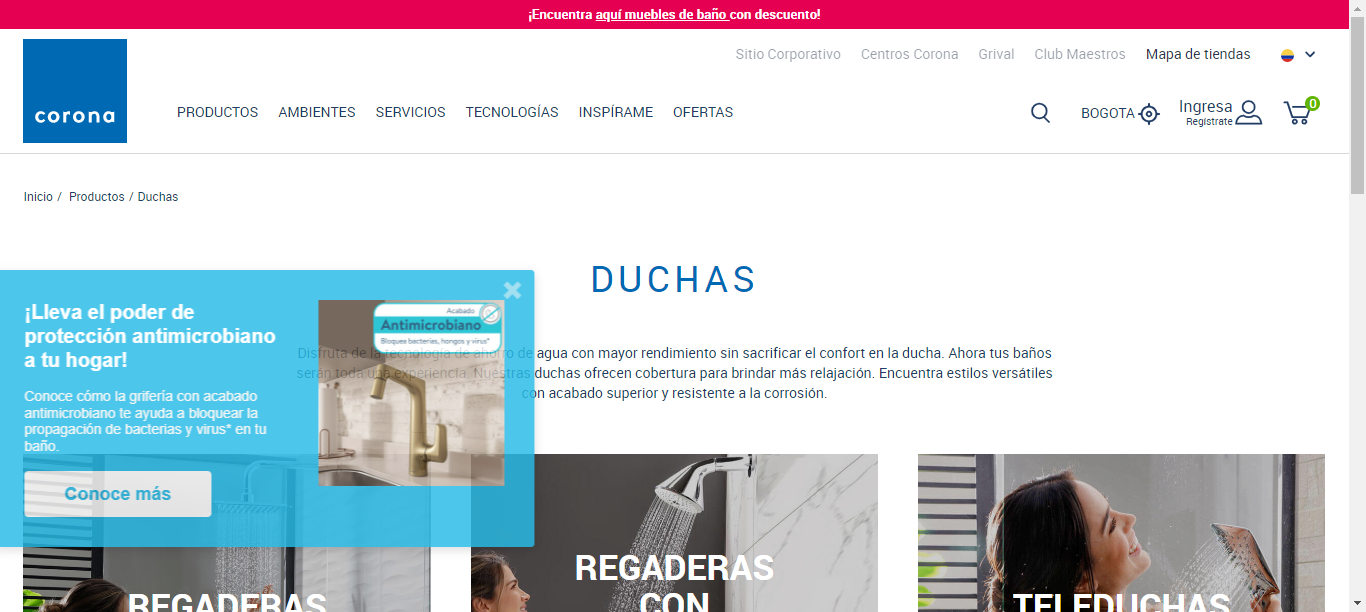 ¡Encuentra aquí muebles de baño con descuento!
Sitio Corporativo Centros Corona Grival Club Maestros Mapa de tiendas
corona
PRODUCTOS AMBIENTES SERVICIOS TECNOLOGÍAS INSPÍRAME OFERTAS
BOGOTA
Ingresa
Regístrate
0
Inicio / Productos / Duchas
DUCHAS
¡Lleva el poder de
protección antimicrobiano
a tu hogar!
Conoce cómo la grifería con acabado
antimicrobiano te ayuda a bloquear la
propagación de bacterias y virus* en tu
baño.
Conoce más
Acabado
Antimicrobiano
Bloquea bacterias, hongos y virus*
Disfruta de la tecnología de ahorro de agua con mayor rendimiento sin sacrificar el confort en la ducha. Ahora tus baños
serán toda una experiencia. Nuestras duchas ofrecen cobertura para brindar más relajación. Encuentra estilos versátiles
con acabado superior y resistente a la corrosión.
REGADERAS
REGADERAS
CON
TELEDUCHAS